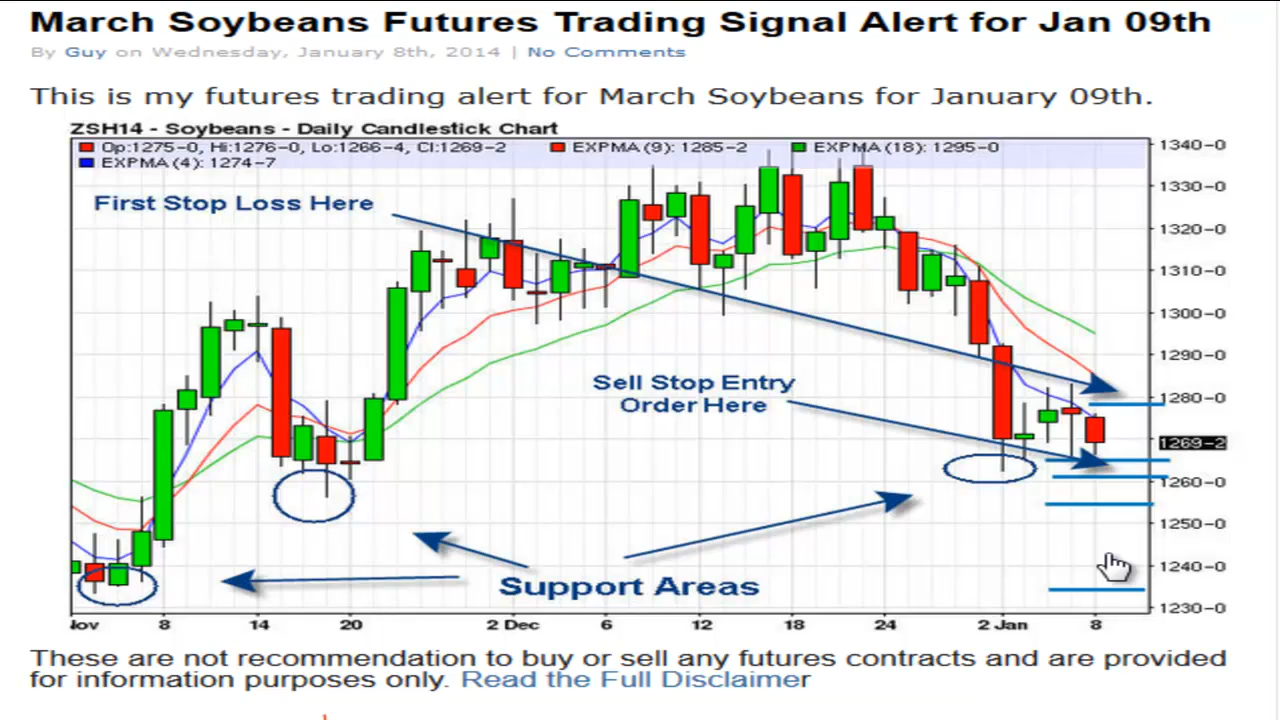 March Soybeans Futures Trading Signal Alert for Jan 09th
By Guy on Wednesday, January 8th, 2014 | No Comments
This is my futures trading alert for March Soybeans for January 09th.
ZSH14 - Soybeans - Daily Candlestick Chart
Op:1275-0, Hi:1276-0, Lo:1266-4, Cl:1269-2 EXPMA (9): 1285-2 EXPMA (18): 1295-0
EXPMA (4): 1274-7
First Stop Loss Here
Sell Stop Entry
Order Here
Support Areas
1340-0
1330-0
1320-0
1310-0
1300-0
1290-0
1280-0
1269-2
1260-0
1250-0
1240-0
1230-0
Nov 8 14 20 2 Dec 6 12 18 24 2 Jan 8
These are not recommendation to buy or sell any futures contracts and are provided
for information purposes only. Read the Full Disclaimer